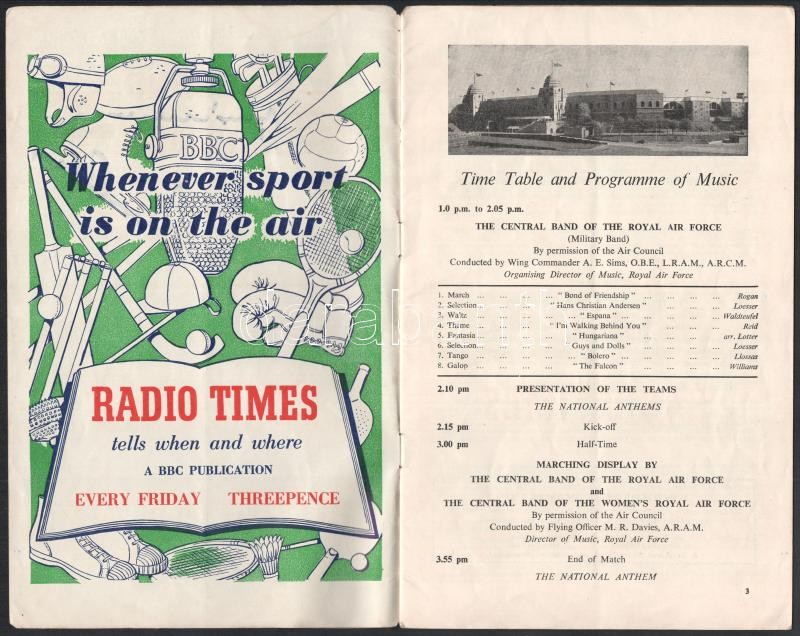 BBC
Whenever sport
is on the air
RADIO TIMES
tells when and where
A BBC PUBLICATION
EVERY FRIDAY THREEPENCE
Time Table and Programme of Music
1.0 p.m. to 2.05 p.m.
THE CENTRAL BAND OF THE ROYAL AIR FORCE
(Military Band)
By permission of the Air Council
Conducted by Wing Commander A. E. Sims, O.B.E., L.R.A.M., A.R.C.M.
Organising Director of Music, Royal Air Force
1. March ... ... ... ... "Bond of Friendship" ... ... ... ... Rogan
2. Selection ... ... ... "Hans Christian Andersen" ... ... ... Loesser
3. Waltz ... ... ... ... "Espana" ... ... ... ... Waldteufel
4. Theme ... ... ... "I'm Walking Behind You" ... ... ... Reid
5. Fantasia ... ... ... "Hungariana" ... ... ... arr. Lotter
6. Selection ... ... ... "Guys and Dolls" ... ... ... Loesser
7. Tango ... ... ... ... "Bolero" ... ... ... ... Llossas
8. Galop ... ... ... ... "The Falcon" ... ... ... ... Williams
2.10 pm PRESENTATION OF THE TEAMS
THE NATIONAL ANTHEMS
2.15 pm Kick-off
3.00 pm Half-Time
MARCHING DISPLAY BY
THE CENTRAL BAND OF THE ROYAL AIR FORCE
and
THE CENTRAL BAND OF THE WOMEN'S ROYAL AIR FORCE
By permission of the Air Council
Conducted by Flying Officer M. R. Davies, A.R.A.M.
Director of Music, Royal Air Force
3.55 pm End of Match
THE NATIONAL ANTHEM
3